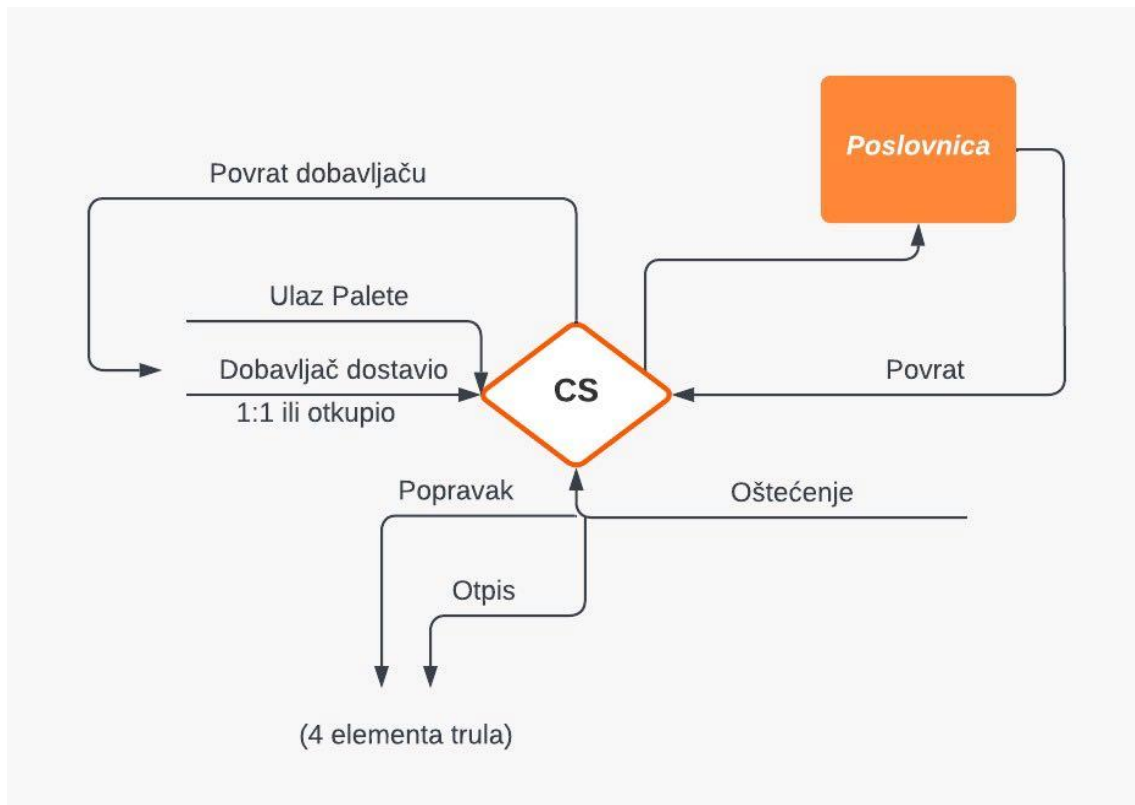 Poslovnica
Povrat dobavljaču
Ulaz Palete
Dobavljač dostavio
1:1 ili otkupio
CS
Povrat
Popravak
Oštećenje
Otpis
(4 elementa trula)